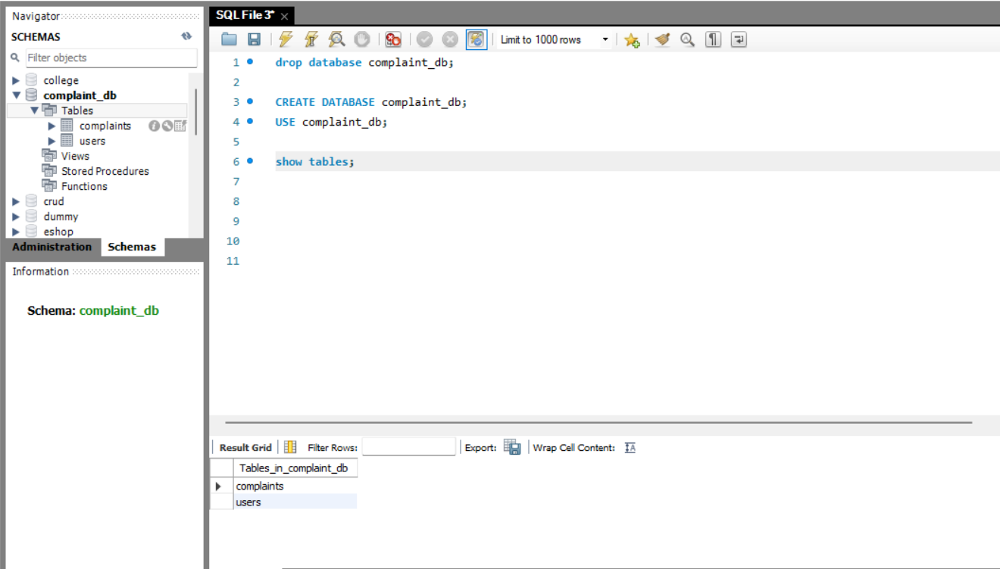 Navigator
SCHEMAS
Filter objects
college
complaint_db
Tables
complaints
users
Views
Stored Procedures
Functions
crud
dummy
eshop
Administration Schemas
Information
Schema: complaint_db
SQL File 3*
Limit to 1000 rows
1 drop database complaint_db;
2
3 CREATE DATABASE complaint_db;
4 USE complaint_db;
5
6 show tables;
7
8
9
10
11
Result Grid Filter Rows: Export: Wrap Cell Content:
Tables_in_complaint_db
complaints
users